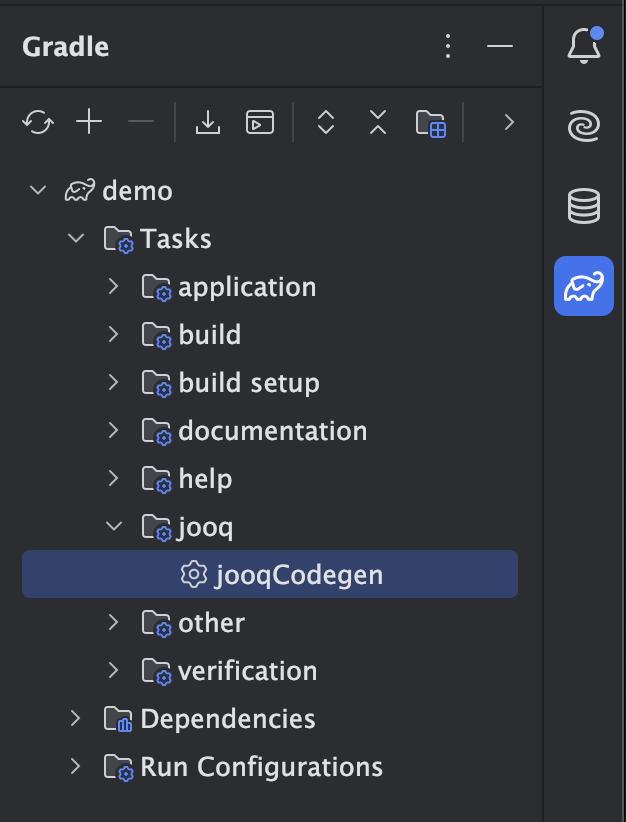 Gradle
demo
Tasks
application
build
build setup
documentation
help
jooq
jooqCodegen
other
verification
Dependencies
Run Configurations